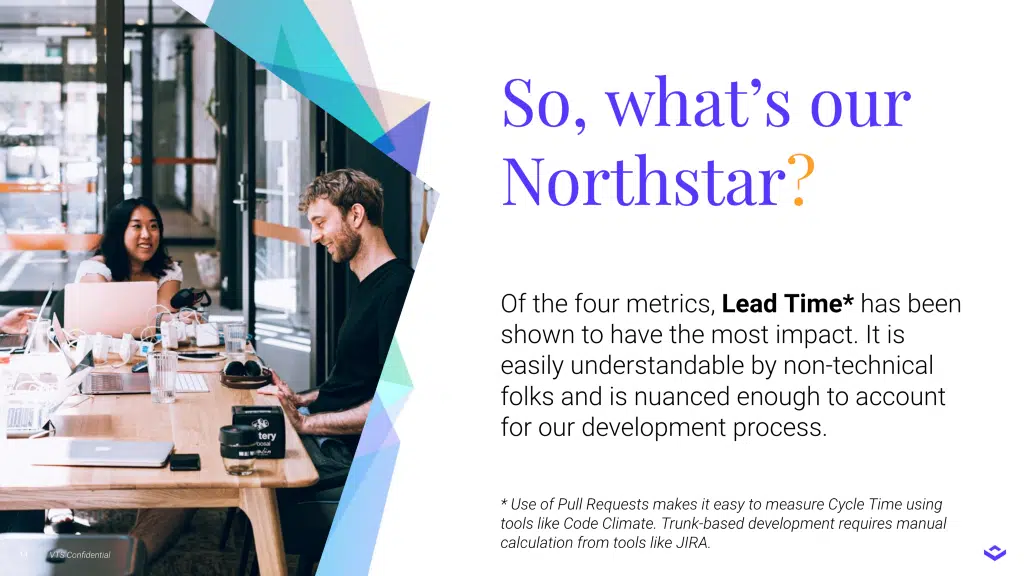 So, what’s our
Northstar?
Of the four metrics, Lead Time* has been
shown to have the most impact. It is
easily understandable by non-technical
folks and is nuanced enough to account
for our development process.
* Use of Pull Requests makes it easy to measure Cycle Time using
tools like Code Climate. Trunk-based development requires manual
calculation from tools like JIRA.
tery
VTS Confidential